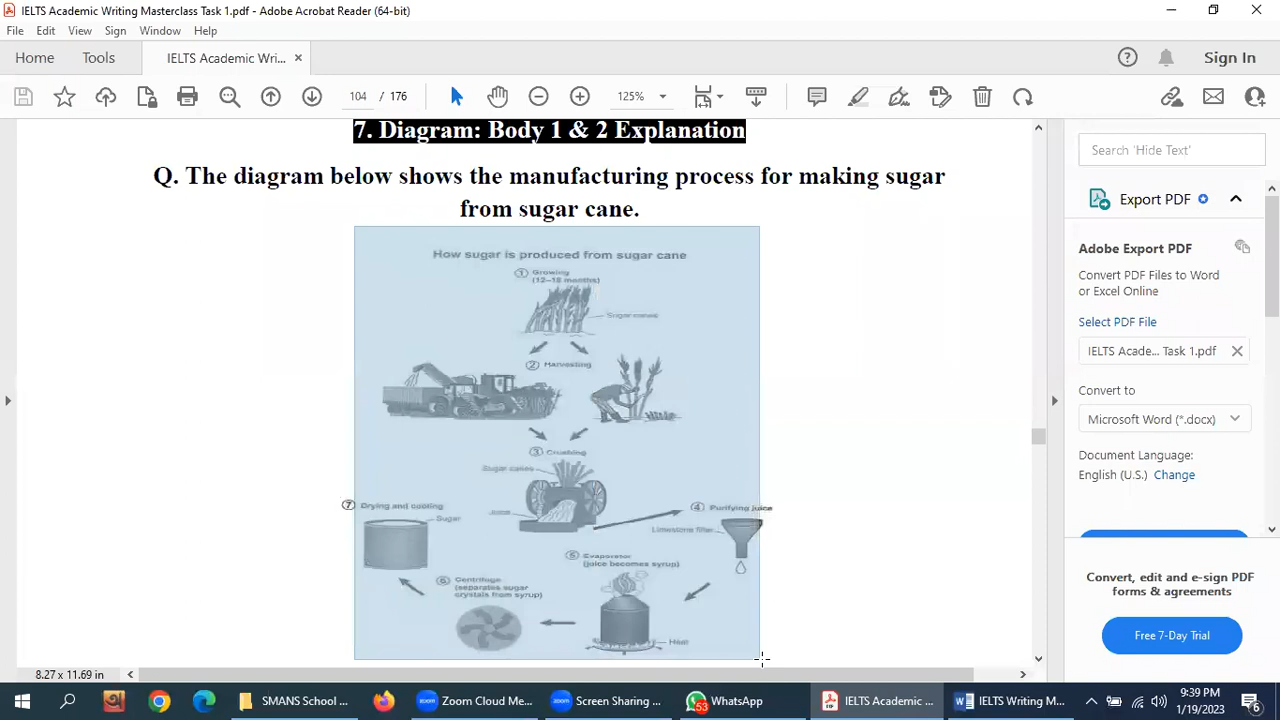 IELTS Academic Writing Masterclass Task 1.pdf - Adobe Acrobat Reader (64-bit)
File Edit View Sign Window Help
Home Tools IELTS Academic Wri... × Sign In
104 / 176 125%
7. Diagram: Body 1 & 2 Explanation
Q. The diagram below shows the manufacturing process for making sugar
from sugar cane.
How sugar is produced from sugar cane
1 Growing
(12–18 months)
Sugar canes
2 Harvesting
3 Crushing
Sugar canes
Juice
4 Purifying juice
Limestone filter
5 Evaporator
(juice becomes syrup)
Heat
6 Centrifuge
(separates sugar
crystals from syrup)
7 Drying and cooling
Sugar
8.27 x 11.69 in
Search 'Hide Text'
Export PDF
Adobe Export PDF
Convert PDF Files to Word
or Excel Online
Select PDF File
IELTS Acade... Task 1.pdf
Convert to
Microsoft Word (*.docx)
Document Language:
English (U.S.) Change
Convert, edit and e-sign PDF
forms & agreements
Free 7-Day Trial
SMANS School ... Zoom Cloud Me... Screen Sharing ... 53 WhatsApp IELTS Academic ... IELTS Writing M... 9:39 PM
1/19/2023 6